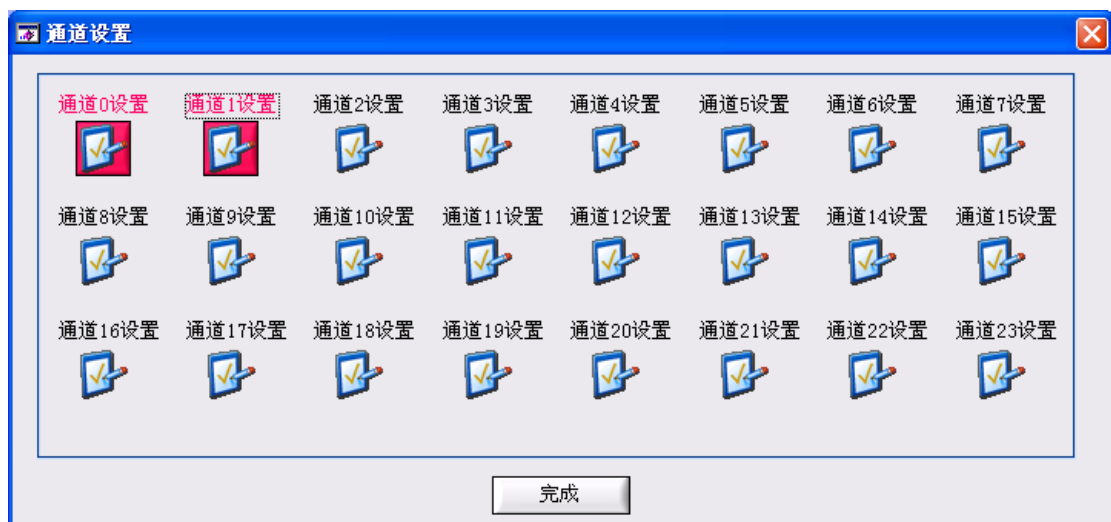 通道设置
通道0设置 通道1设置 通道2设置 通道3设置 通道4设置 通道5设置 通道6设置 通道7设置
通道8设置 通道9设置 通道10设置 通道11设置 通道12设置 通道13设置 通道14设置 通道15设置
通道16设置 通道17设置 通道18设置 通道19设置 通道20设置 通道21设置 通道22设置 通道23设置
完成